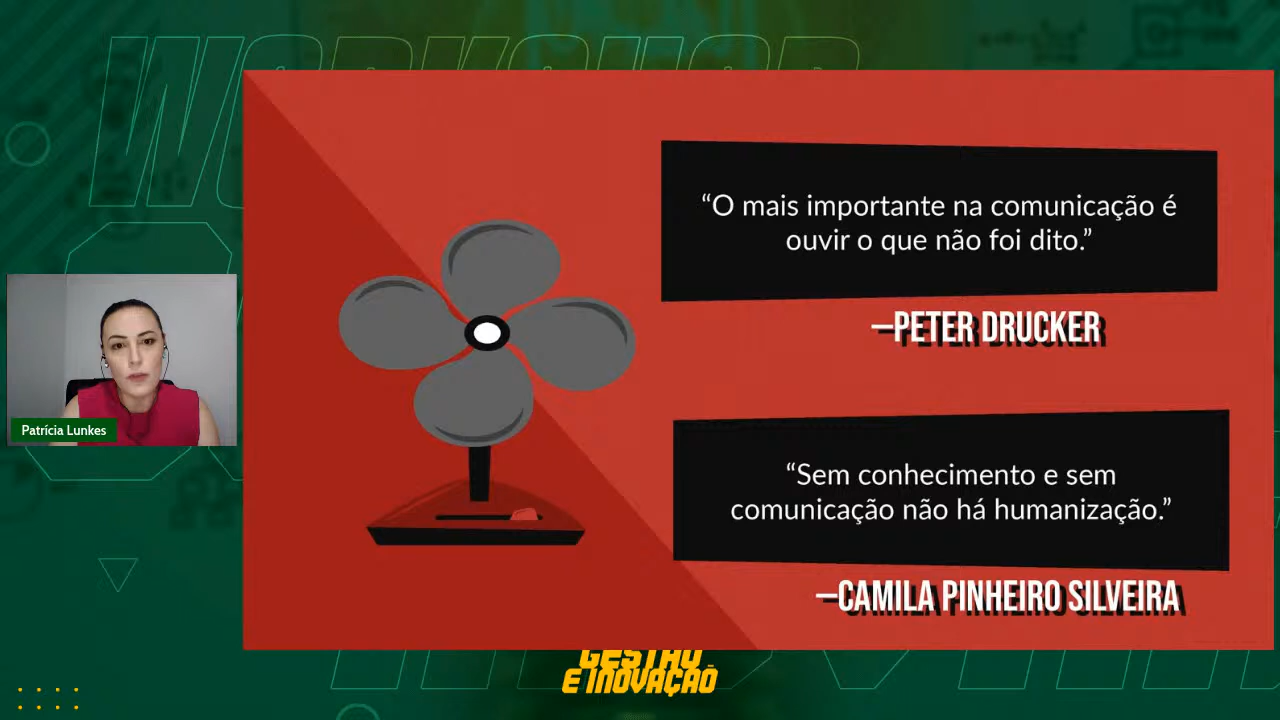 WORKSHOP
“O mais importante na comunicação é
ouvir o que não foi dito.”
—PETER DRUCKER
Patrícia Lunkes
“Sem conhecimento e sem
comunicação não há humanização.”
—CAMILA PINHEIRO SILVEIRA
GESTÃO
E INOVAÇÃO